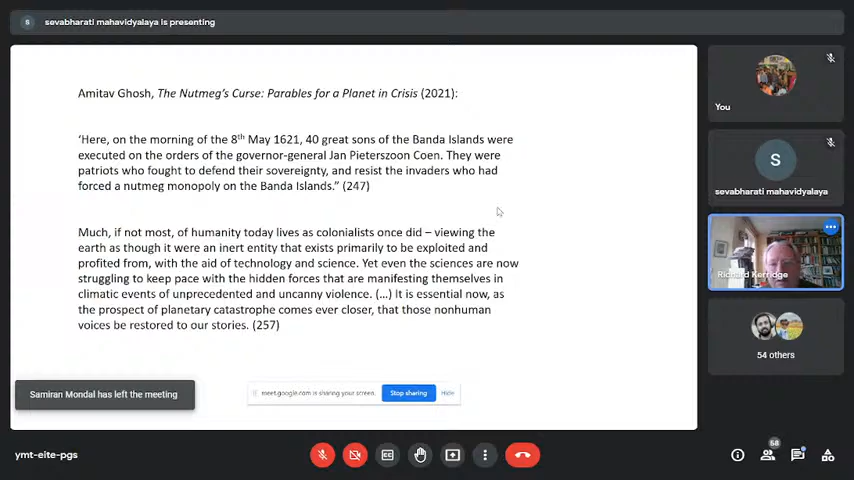 S sevabharati mahavidyalaya is presenting
Amitav Ghosh, The Nutmeg's Curse: Parables for a Planet in Crisis (2021):
'Here, on the morning of the 8th May 1621, 40 great sons of the Banda Islands were
executed on the orders of the governor-general Jan Pieterszoon Coen. They were
patriots who fought to defend their sovereignty, and resist the invaders who had
forced a nutmeg monopoly on the Banda Islands." (247)
Much, if not most, of humanity today lives as colonialists once did – viewing the
earth as though it were an inert entity that exists primarily to be exploited and
profited from, with the aid of technology and science. Yet even the sciences are now
struggling to keep pace with the hidden forces that are manifesting themselves in
climatic events of unprecedented and uncanny violence. (...) It is essential now, as
the prospect of planetary catastrophe comes ever closer, that those nonhuman
voices be restored to our stories. (257)
Samiran Mondal has left the meeting
meet.google.com is sharing your screen.
Stop sharing
Hide
You
S
sevabharati mahavidyalaya
Richard Kerridge
54 others
ymt-eite-pgs
CC
58